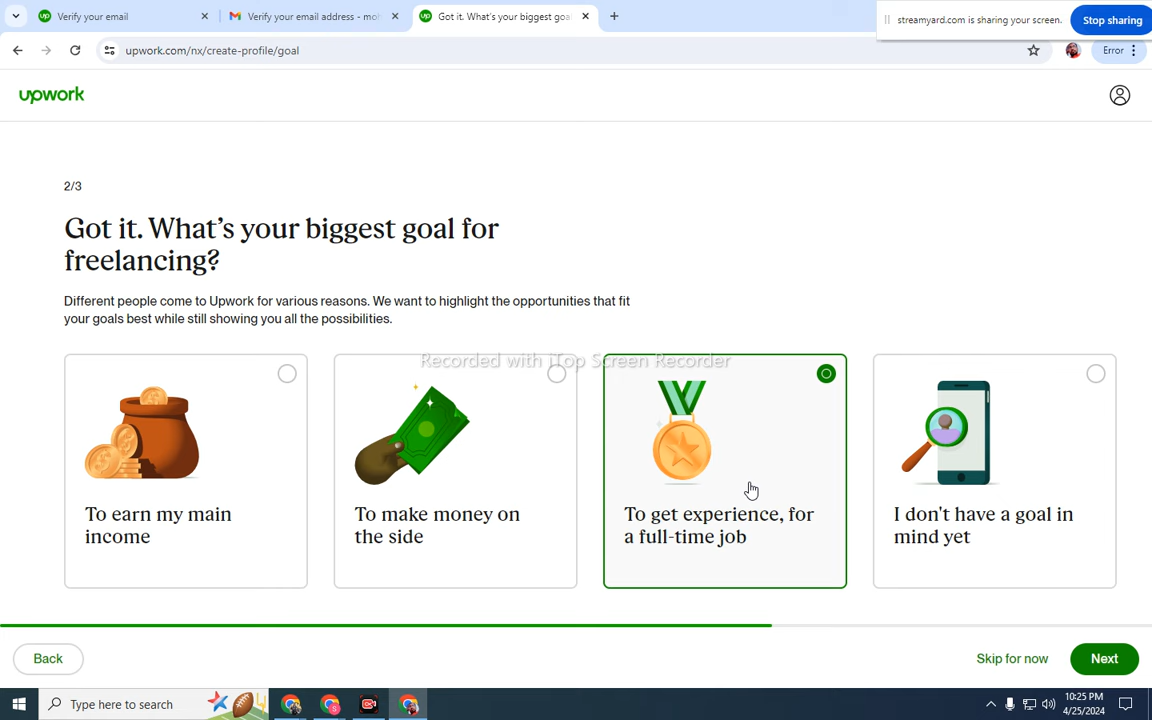 Verify your email
Verify your email address - mol
Got it. What's your biggest goa
streamyard.com is sharing your screen.
Stop sharing
upwork.com/nx/create-profile/goal
Error
upwork
2/3
Got it. What's your biggest goal for
freelancing?
Different people come to Upwork for various reasons. We want to highlight the opportunities that fit
your goals best while still showing you all the possibilities.
Recorded with iTop Screen Recorder
To earn my main
income
To make money on
the side
To get experience, for
a full-time job
I don't have a goal in
mind yet
Back
Skip for now
Next
Type here to search
10:25 PM
4/25/2024